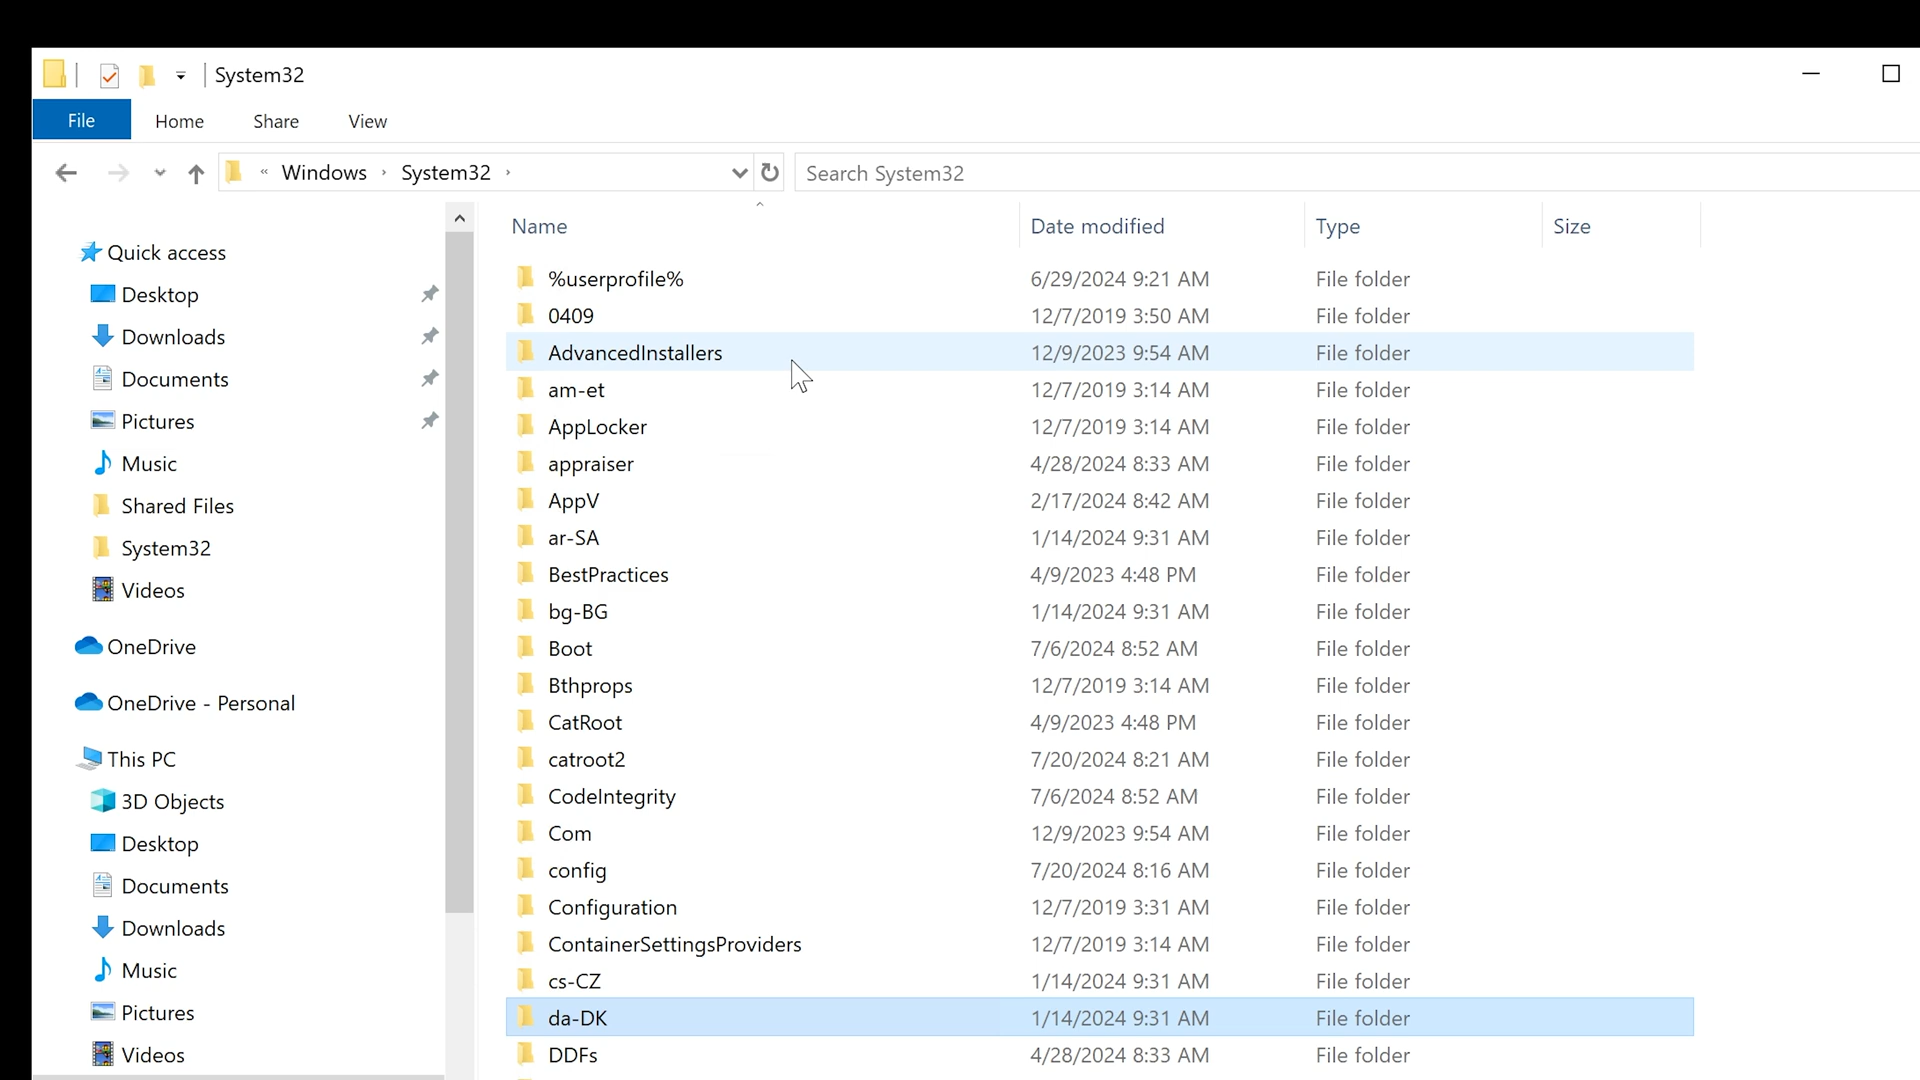 System32
File Home Share View
« Windows › System32 ›
Search System32
Name Date modified Type Size
Quick access
Desktop
Downloads
Documents
Pictures
Music
Shared Files
System32
Videos
OneDrive
OneDrive - Personal
This PC
3D Objects
Desktop
Documents
Downloads
Music
Pictures
Videos
%userprofile% 6/29/2024 9:21 AM File folder
0409 12/7/2019 3:50 AM File folder
AdvancedInstallers 12/9/2023 9:54 AM File folder
am-et 12/7/2019 3:14 AM File folder
AppLocker 12/7/2019 3:14 AM File folder
appraiser 4/28/2024 8:33 AM File folder
AppV 2/17/2024 8:42 AM File folder
ar-SA 1/14/2024 9:31 AM File folder
BestPractices 4/9/2023 4:48 PM File folder
bg-BG 1/14/2024 9:31 AM File folder
Boot 7/6/2024 8:52 AM File folder
Bthprops 12/7/2019 3:14 AM File folder
CatRoot 4/9/2023 4:48 PM File folder
catroot2 7/20/2024 8:21 AM File folder
CodeIntegrity 7/6/2024 8:52 AM File folder
Com 12/9/2023 9:54 AM File folder
config 7/20/2024 8:16 AM File folder
Configuration 12/7/2019 3:31 AM File folder
ContainerSettingsProviders 12/7/2019 3:14 AM File folder
cs-CZ 1/14/2024 9:31 AM File folder
da-DK 1/14/2024 9:31 AM File folder
DDFs 4/28/2024 8:33 AM File folder